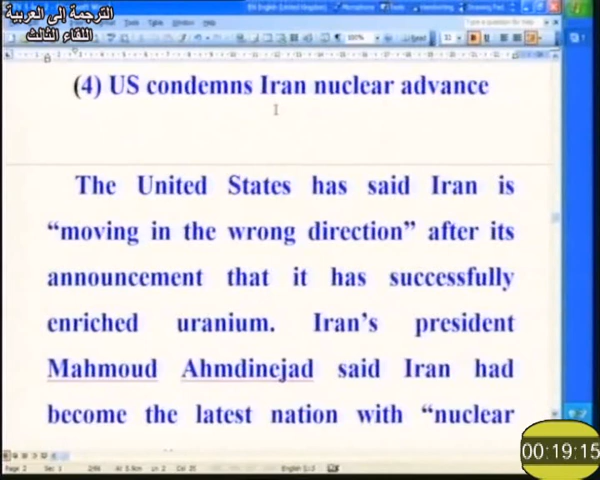 الترجمة إلى العربية
اللقاء الثالث
100%
(4) US condemns Iran nuclear advance
The United States has said Iran is
“moving in the wrong direction” after its
announcement that it has successfully
enriched uranium. Iran’s president
Mahmoud Ahmdinejad said Iran had
become the latest nation with “nuclear
00:19:15